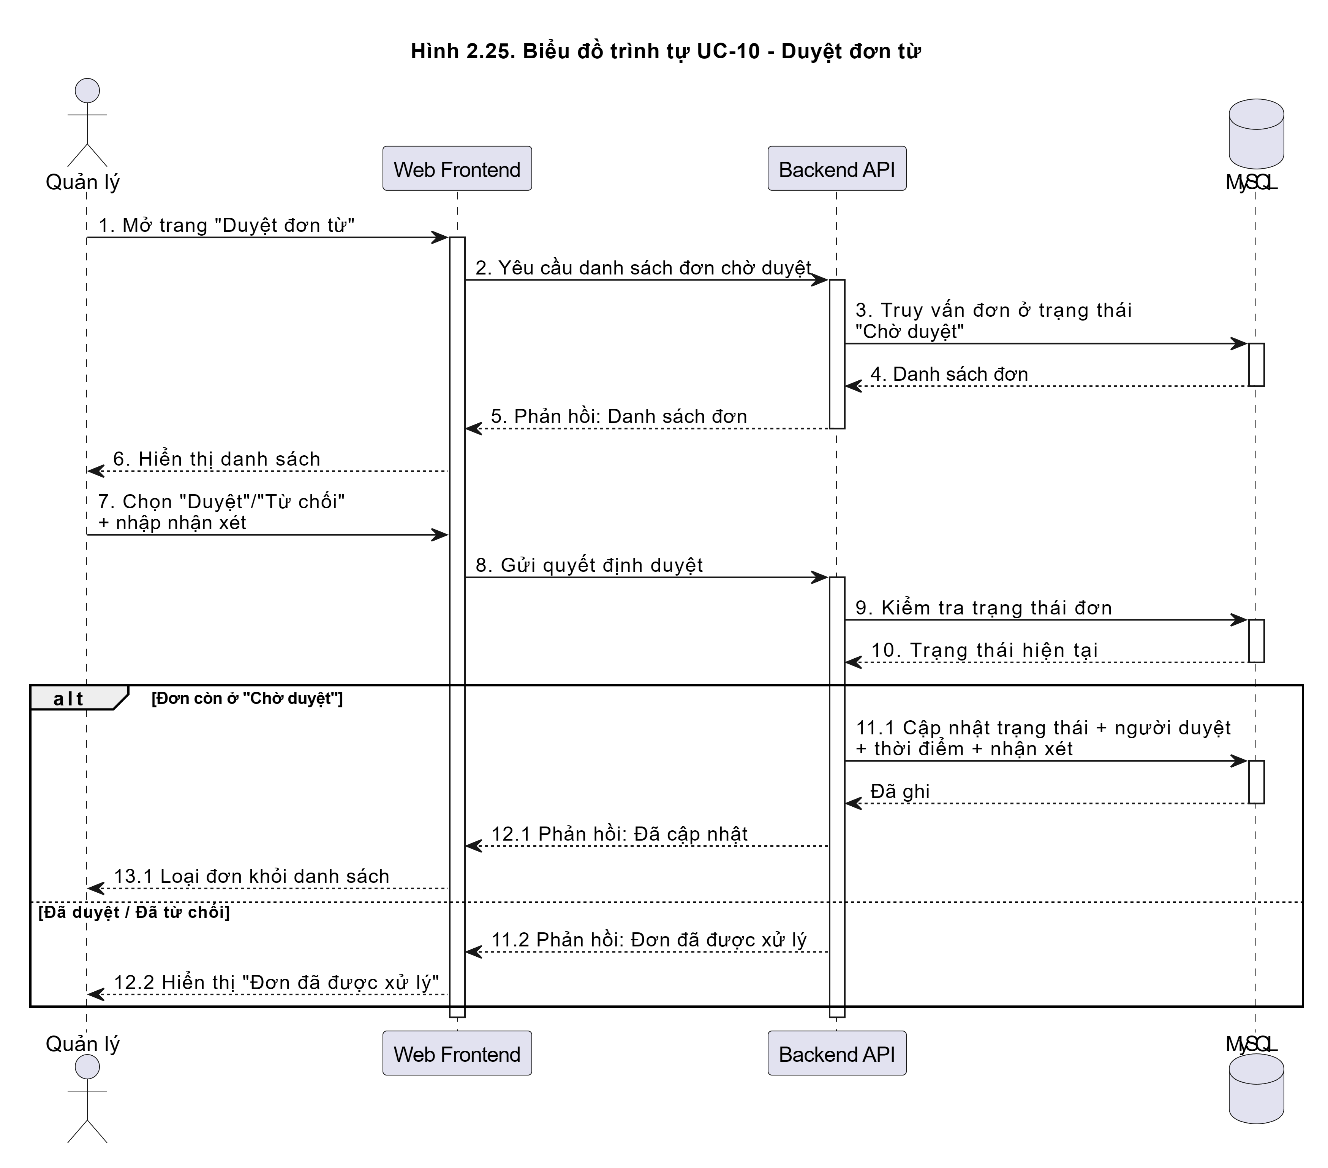 Hình 2.25. Biểu đồ trình tự UC-10 - Duyệt đơn từ
Quản lý
Web Frontend
Backend API
MySQL
1. Mở trang "Duyệt đơn từ"
2. Yêu cầu danh sách đơn chờ duyệt
3. Truy vấn đơn ở trạng thái
"Chờ duyệt"
4. Danh sách đơn
5. Phản hồi: Danh sách đơn
6. Hiển thị danh sách
7. Chọn "Duyệt"/"Từ chối"
+ nhập nhận xét
8. Gửi quyết định duyệt
9. Kiểm tra trạng thái đơn
10. Trạng thái hiện tại
alt
[Đơn còn ở "Chờ duyệt"]
11.1 Cập nhật trạng thái + người duyệt
+ thời điểm + nhận xét
Đã ghi
12.1 Phản hồi: Đã cập nhật
13.1 Loại đơn khỏi danh sách
[Đã duyệt / Đã từ chối]
11.2 Phản hồi: Đơn đã được xử lý
12.2 Hiển thị "Đơn đã được xử lý"
Quản lý
Web Frontend
Backend API
MySQL